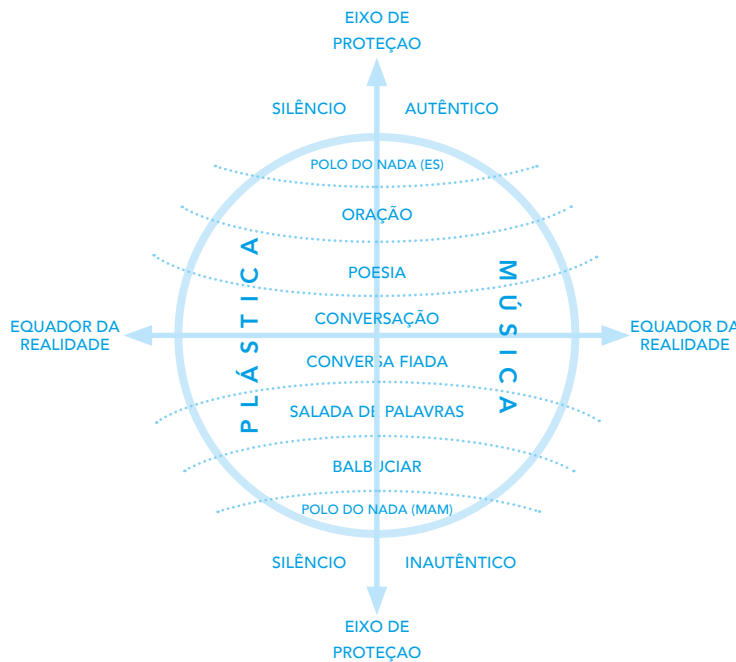 EIXO DE
PROTEÇAO
SILÊNCIO AUTÊNTICO
POLO DO NADA (ES)
ORAÇÃO
POESIA
PLÁSTICA
MÚSICA
CONVERSAÇÃO
EQUADOR DA
REALIDADE
EQUADOR DA
REALIDADE
CONVERSA FIADA
SALADA DE PALAVRAS
BALBUCIAR
POLO DO NADA (MAM)
SILÊNCIO INAUTÊNTICO
EIXO DE
PROTEÇAO